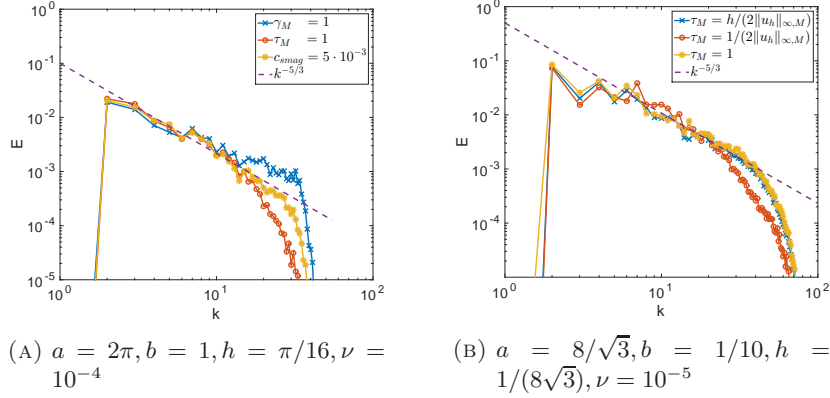 γ_M = 1
τ_M = 1
c_smag = 5 · 10^-3
k^-5/3
10^0
10^-1
10^-2
E
10^-3
10^-4
10^-5
10^0 10^1 10^2
k
(A) a = 2π, b = 1, h = π/16, ν =
10^-4
τ_M = h/(2‖u_h‖_∞,M)
τ_M = 1/(2‖u_h‖_∞,M)
τ_M = 1
k^-5/3
10^0
10^-1
10^-2
E
10^-4
10^0 10^1 10^2
k
(B) a = 8/√3, b = 1/10, h =
1/(8√3), ν = 10^-5